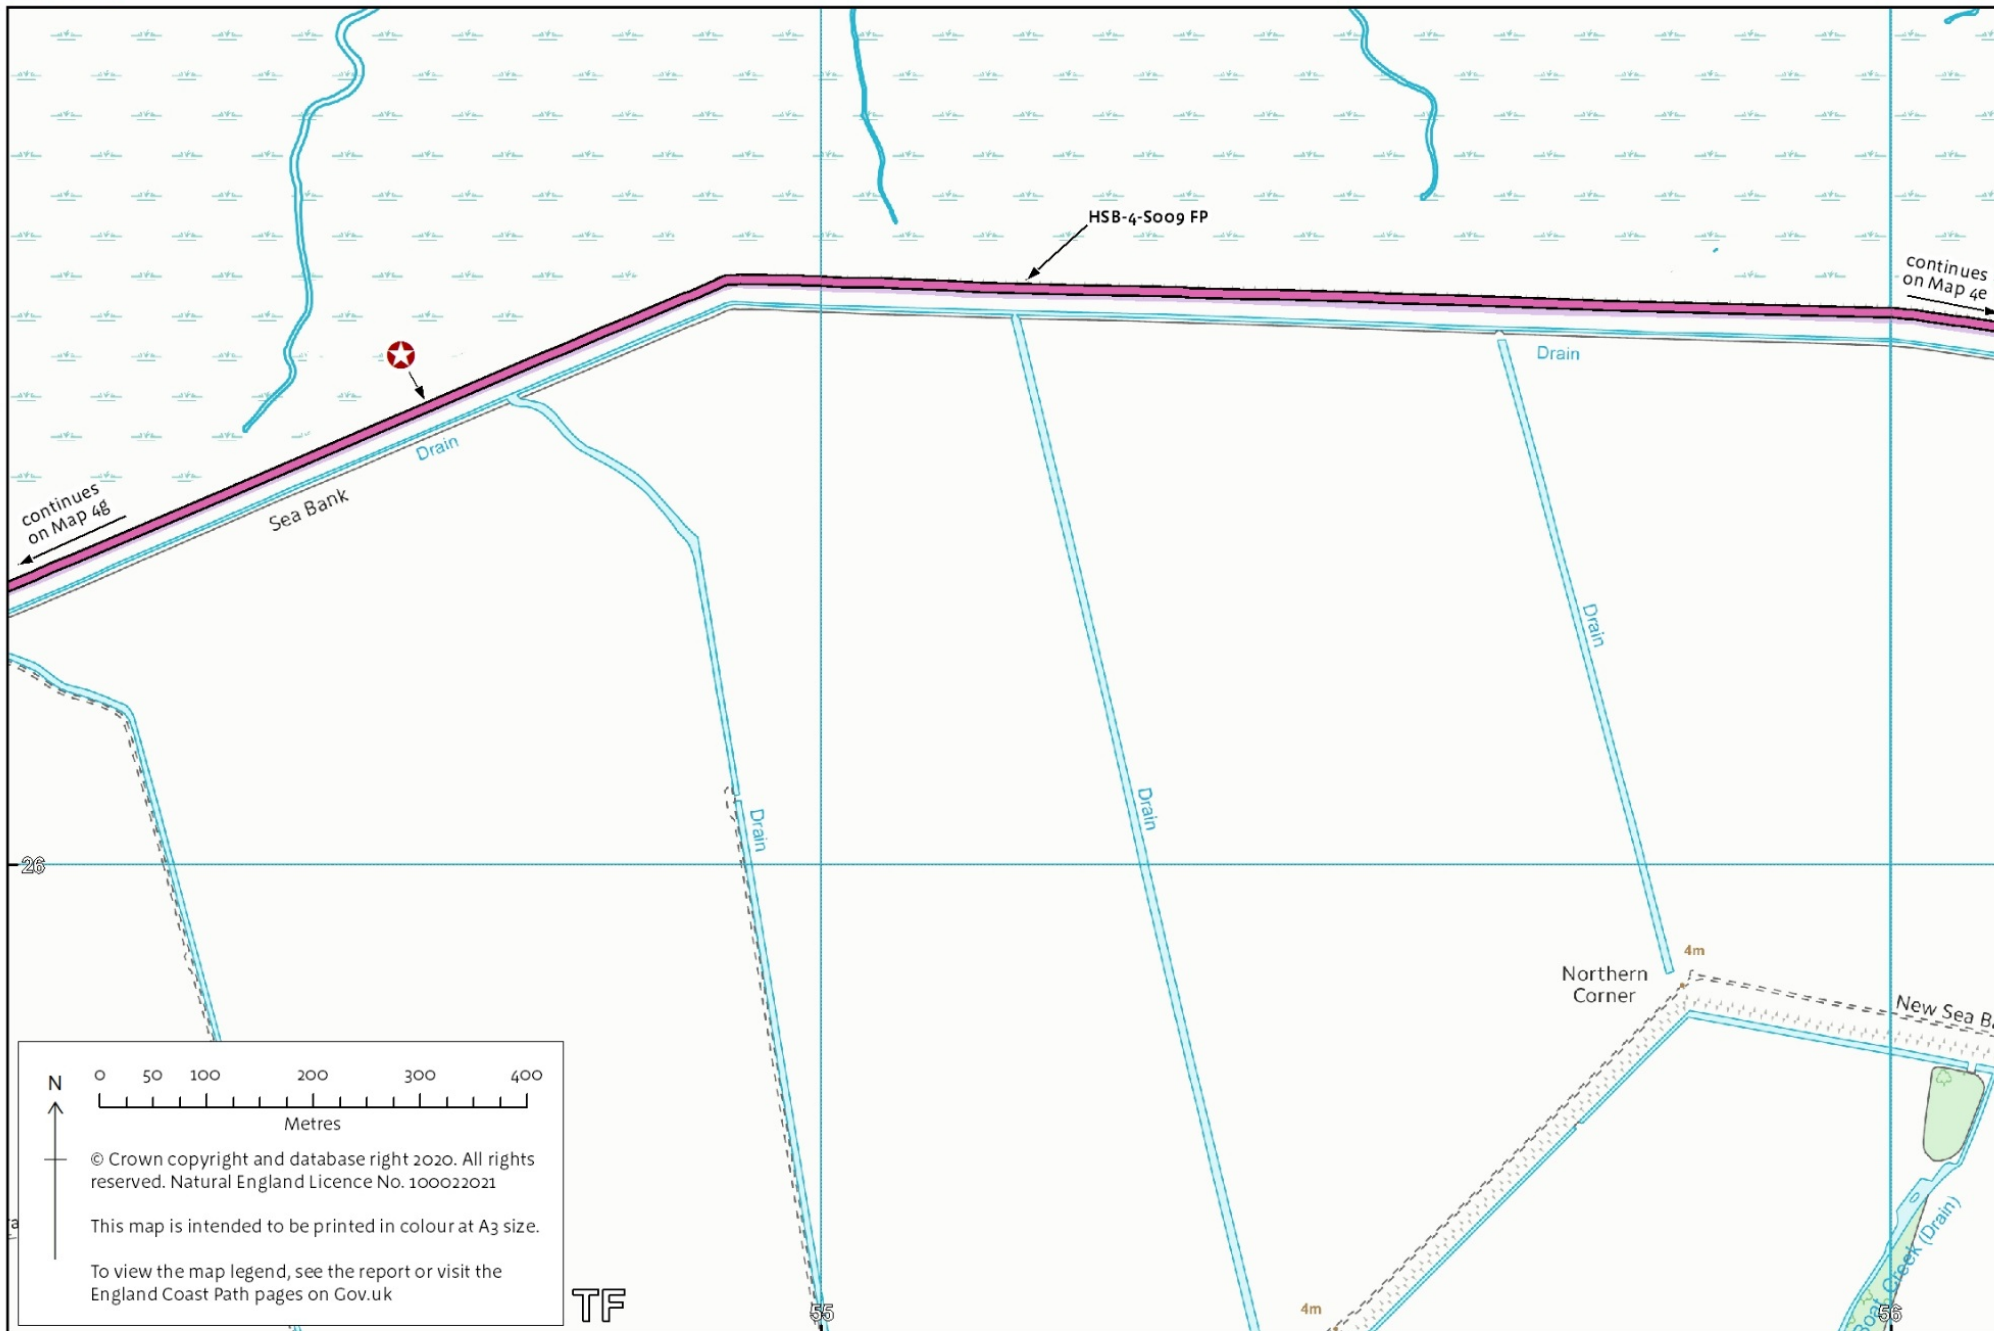 HSB-4-S009 FP
continues
on Map 4e
Drain
Drain
continues
on Map 4g
Sea Bank
Drain
Drain
Drain
26
4m
Northern
Corner
New Sea
N
0 50 100 200 300 400
Metres
© Crown copyright and database right 2020. All rights
reserved. Natural England Licence No. 100022021
This map is intended to be printed in colour at A3 size.
To view the map legend, see the report or visit the
England Coast Path pages on Gov.uk
TF
55
4m
56
Boat Creek (Drain)